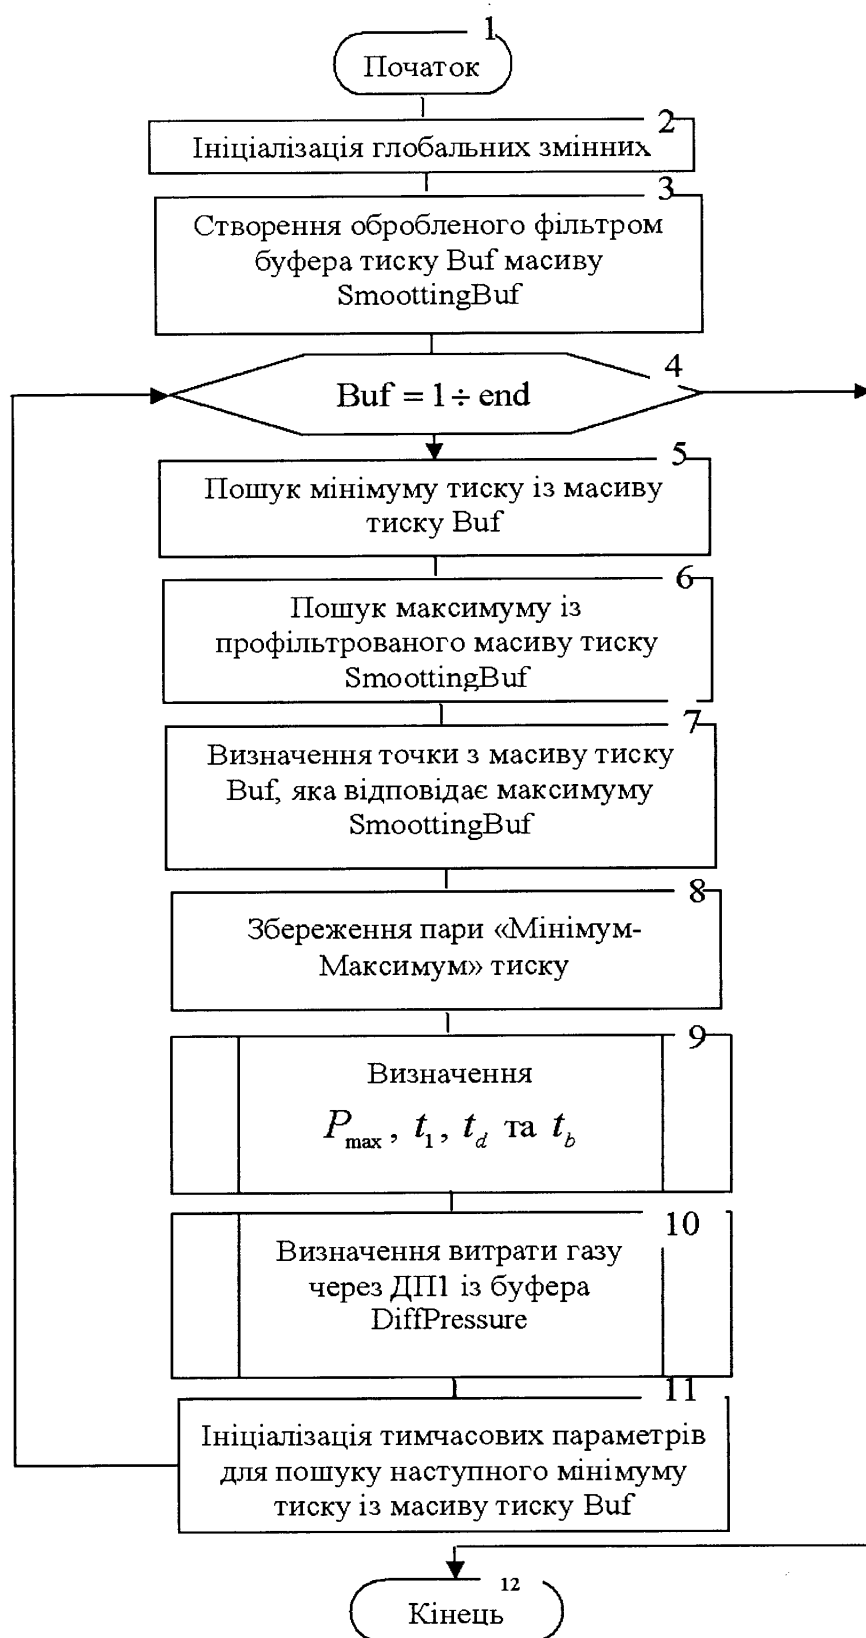 1
Початок
2
Ініціалізація глобальних змінних
3
Створення обробленого фільтром
буфера тиску Buf масиву
SmoottingBuf
4
Buf = 1 ÷ end
5
Пошук мінімуму тиску із масиву
тиску Buf
6
Пошук максимуму із
профільтрованого масиву тиску
SmoottingBuf
7
Визначення точки з масиву тиску
Buf, яка відповідає максимуму
SmoottingBuf
8
Збереження пари «Мінімум-
Максимум» тиску
9
Визначення
P_max, t_1, t_d та t_b
10
Визначення витрати газу
через ДП1 із буфера
DiffPressure
11
Ініціалізація тимчасових параметрів
для пошуку наступного мінімуму
тиску із масиву тиску Buf
12
Кінець